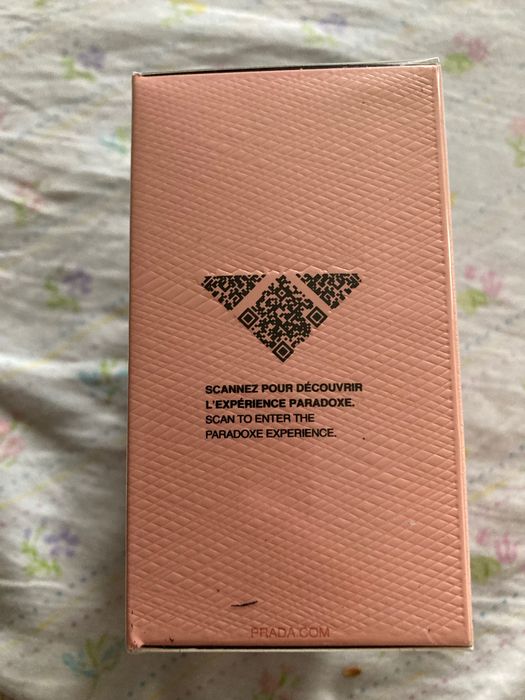 SCANNEZ POUR DÉCOUVRIR
L'EXPÉRIENCE PARADOXE.
SCAN TO ENTER THE
PARADOXE EXPERIENCE.
PRADA.COM